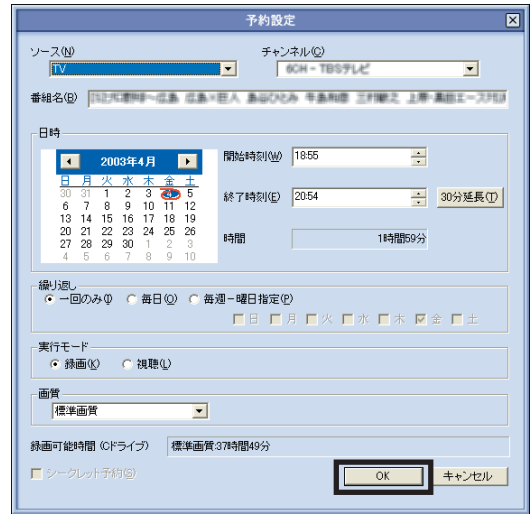 予約設定
ソース(N) チャンネル(C)
TV 6CH - TBSテレビ
番組名(B)
日時
2003年4月 開始時刻(W) 18:55
日 月 火 水 木 金 土
30 31 1 2 3 4 5 終了時刻(E) 20:54 30分延長(T)
6 7 8 9 10 11 12
13 14 15 16 17 18 19
20 21 22 23 24 25 26 時間 1時間59分
27 28 29 30 1 2 3
4 5 6 7 8 9 10
繰り返し
一回のみ(I) 毎日(O) 毎週-曜日指定(P)
日 月 火 水 木 金 土
実行モード
録画(K) 視聴(L)
画質
標準画質
録画可能時間 (Cドライブ) 標準画質:37時間49分
シークレット予約(S) OK キャンセル